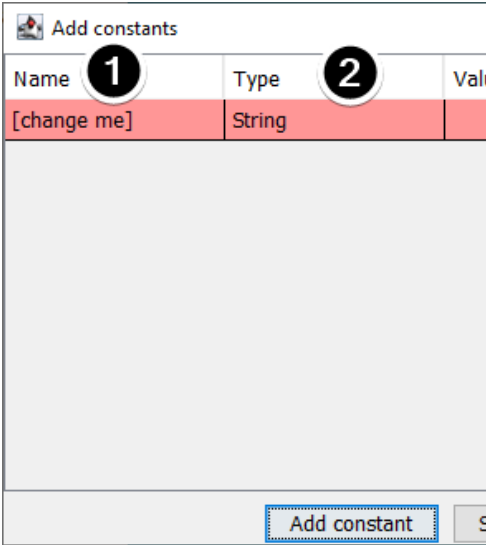 Add constants
Name 1 Type 2
[change me] String
Add constant